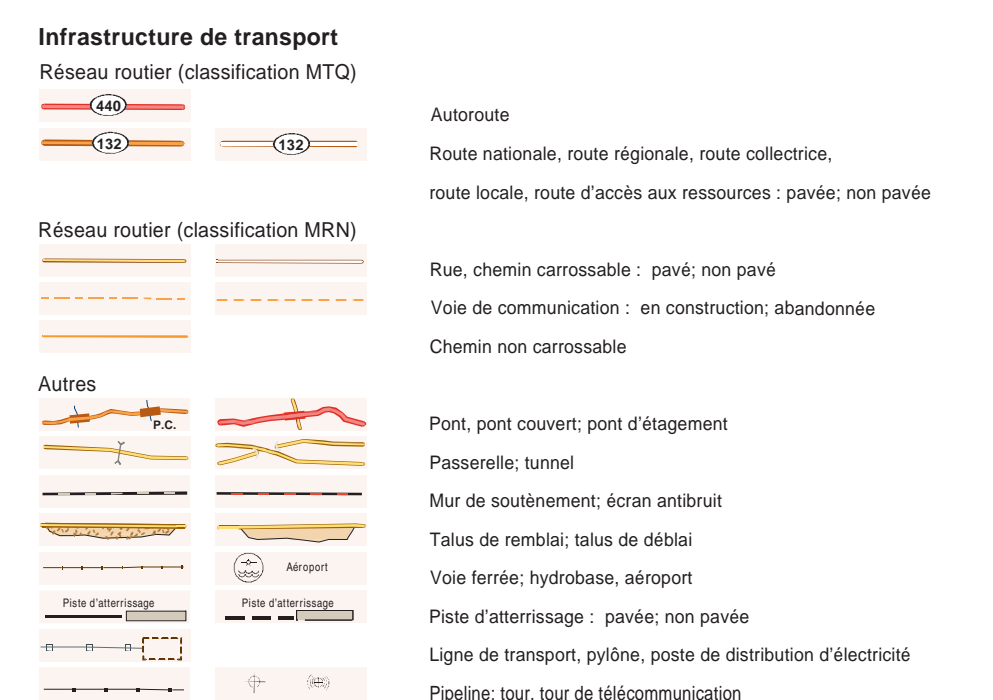 Infrastructure de transport
Réseau routier (classification MTQ)
440
Autoroute
132
132
Route nationale, route régionale, route collectrice,
route locale, route d'accès aux ressources : pavée; non pavée
Réseau routier (classification MRN)
Rue, chemin carrossable : pavé; non pavé
Voie de communication : en construction; abandonnée
Chemin non carrossable
Autres
P.C.
Pont, pont couvert; pont d'étagement
Passerelle; tunnel
Mur de soutènement; écran antibruit
Talus de remblai; talus de déblai
Aéroport
Voie ferrée; hydrobase, aéroport
Piste d'atterrissage
Piste d'atterrissage
Piste d'atterrissage : pavée; non pavée
Ligne de transport, pylône, poste de distribution d'électricité
Pipeline; tour, tour de télécommunication